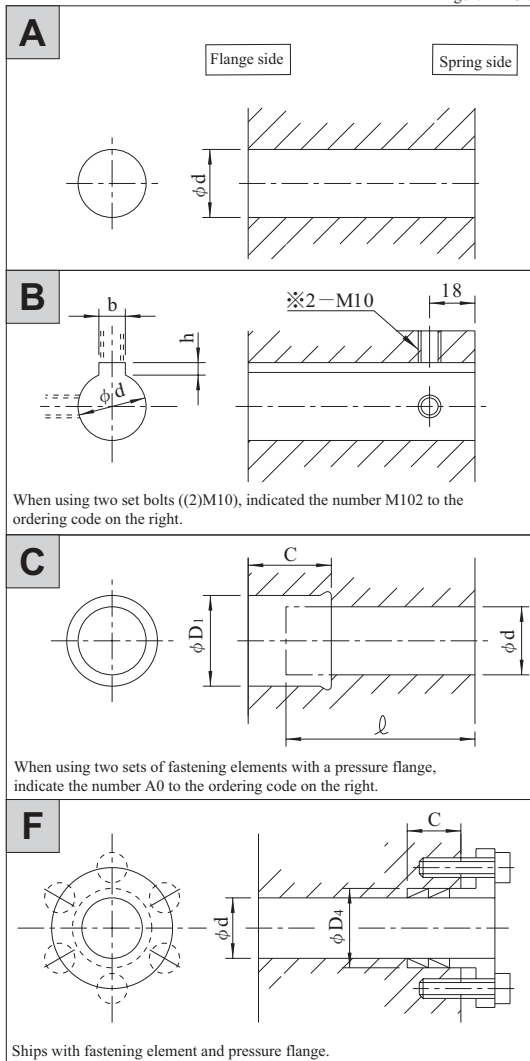 A
Flange side
Spring side
φd
B
b
h
φd
※2－M10
18
When using two set bolts ((2)M10), indicated the number M102 to the
ordering code on the right.
C
C
φD1
φd
ℓ
When using two sets of fastening elements with a pressure flange,
indicate the number A0 to the ordering code on the right.
F
C
φd
φD4
Ships with fastening element and pressure flange.